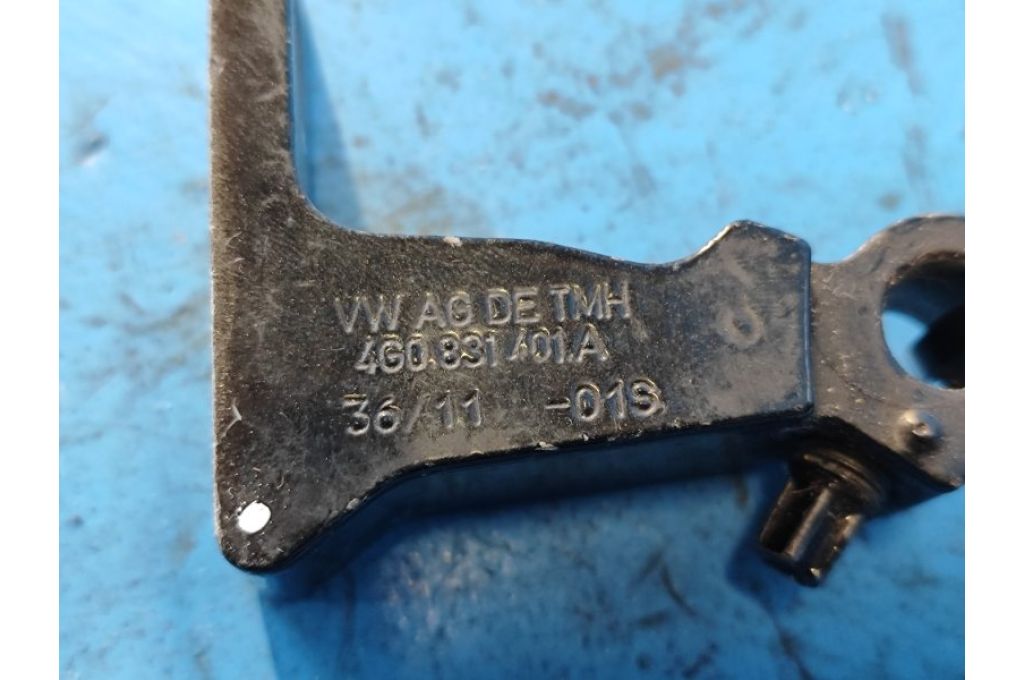 VW AG DE TMH
4G0.831.401.A
36/11 -01S